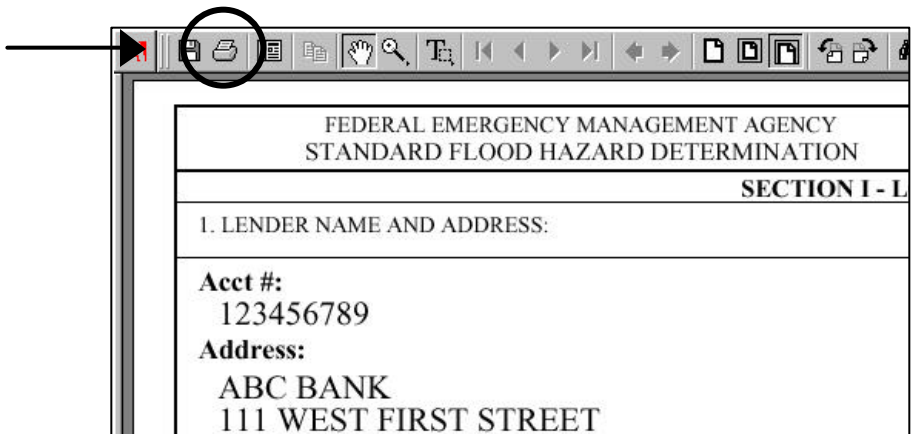 FEDERAL EMERGENCY MANAGEMENT AGENCY
STANDARD FLOOD HAZARD DETERMINATION
SECTION I - L
1. LENDER NAME AND ADDRESS:
Acct #:
123456789
Address:
ABC BANK
111 WEST FIRST STREET